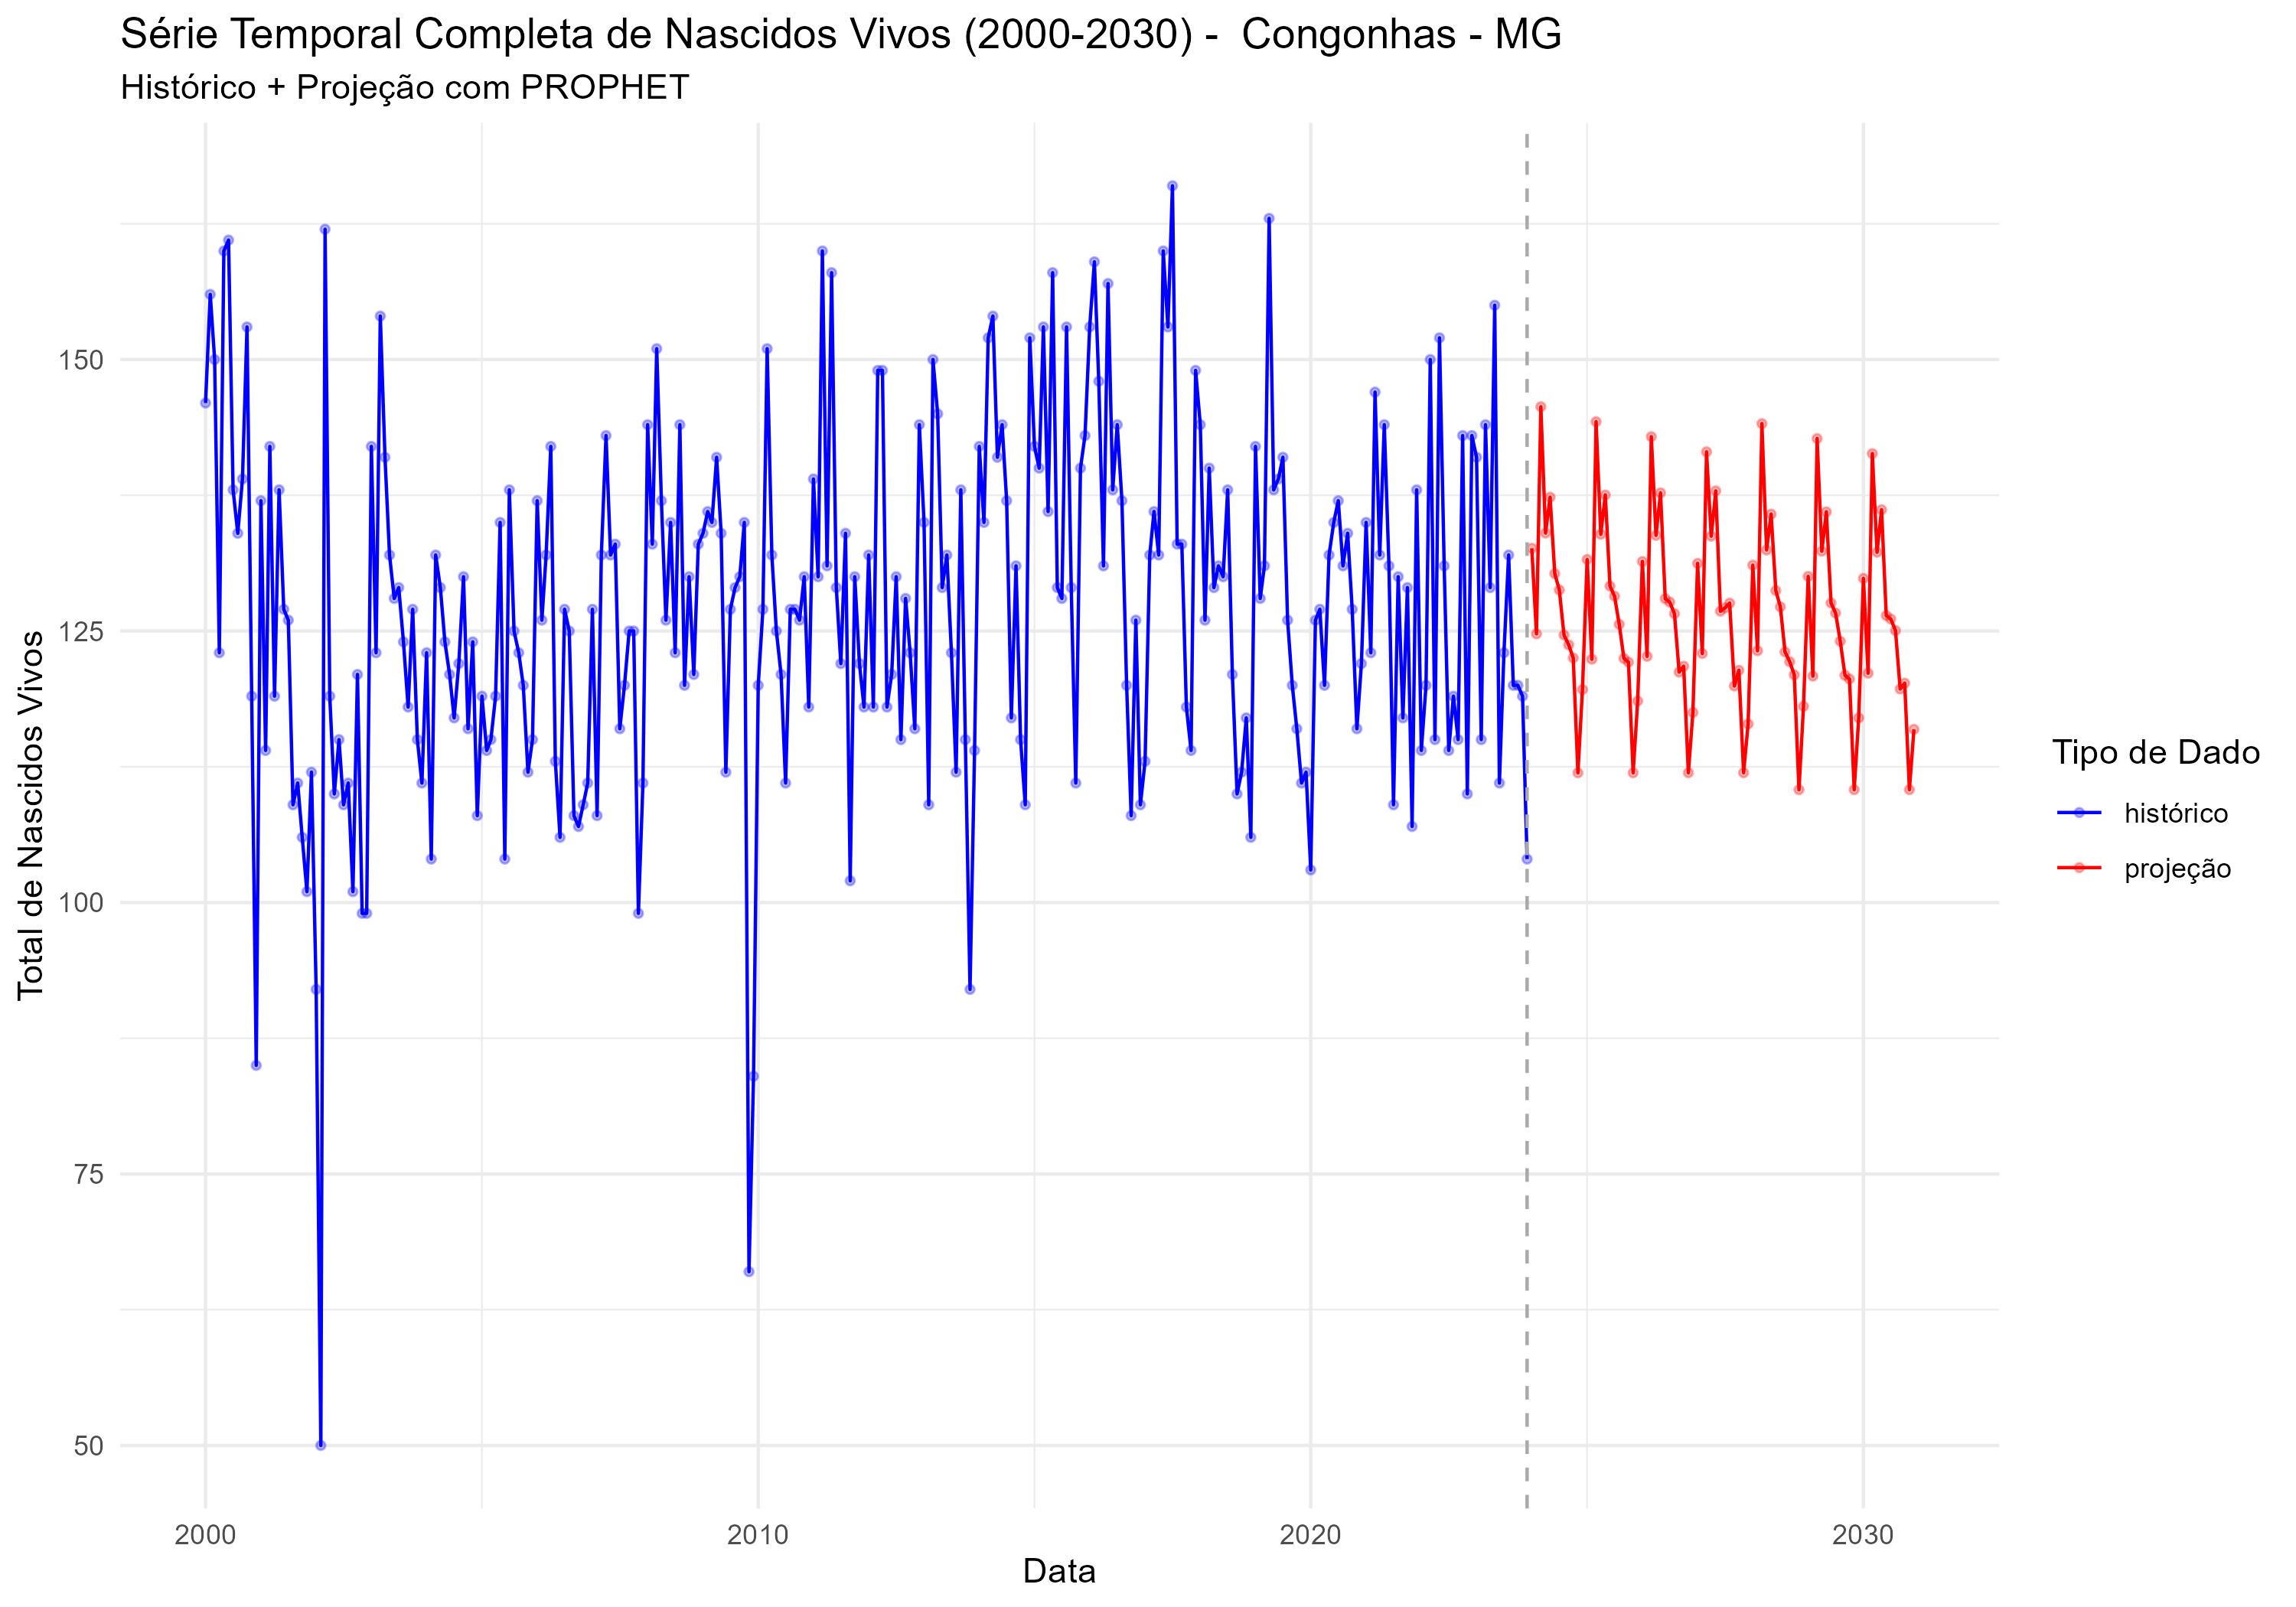 Série Temporal Completa de Nascidos Vivos (2000-2030) -  Congonhas - MG
Histórico + Projeção com PROPHET
Total de Nascidos Vivos
150
125
100
75
50
2000
2010
2020
2030
Data
Tipo de Dado
histórico
projeção